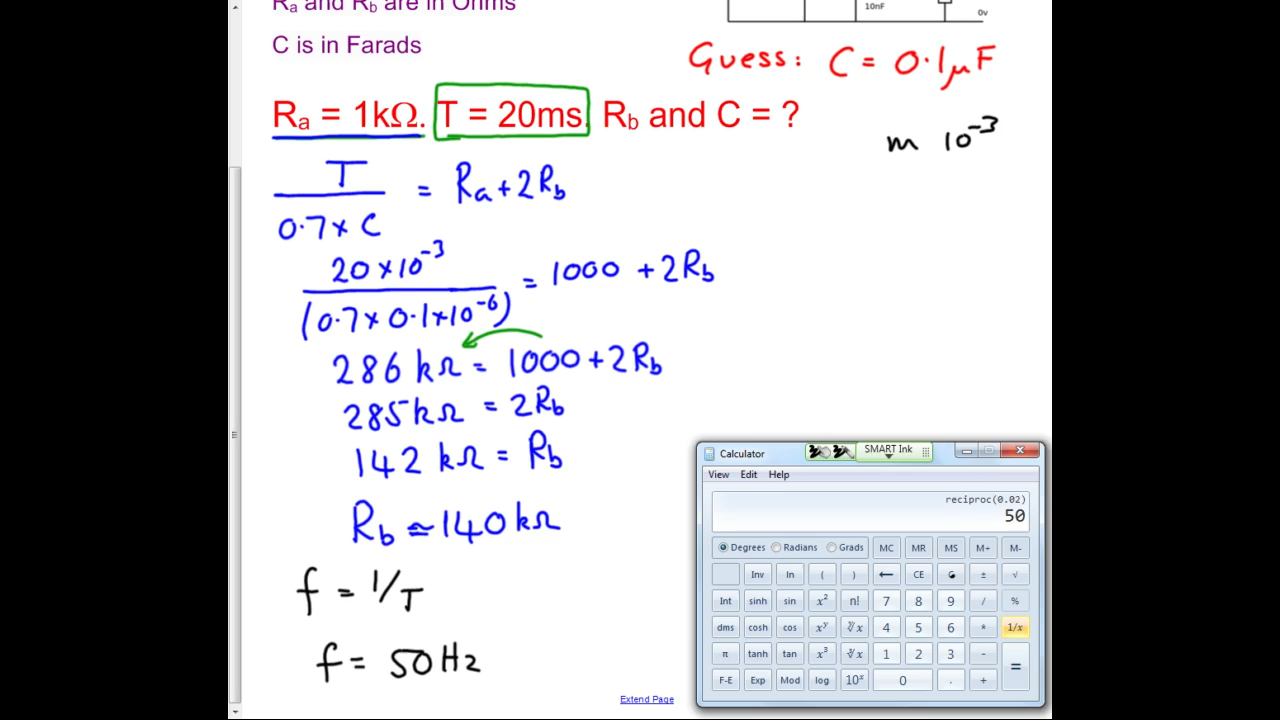 Ra and Rb are in Ohms
10nF
0v
C is in Farads
Guess: C = 0.1μF
Ra = 1kΩ. T = 20ms. Rb and C = ?
m 10⁻³
T
0.7 x C
= Ra + 2Rb
20 x 10⁻³
(0.7 x 0.1 x 10⁻⁶)
= 1000 + 2Rb
286 kΩ = 1000 + 2Rb
285kΩ = 2Rb
142 kΩ = Rb
Rb ≃ 140kΩ
f = 1/T
f = 50Hz
Extend Page
Calculator
SMART Ink
View Edit Help
reciproc(0.02)
50
Degrees Radians Grads MC MR MS M+ M-
Inv ln ( ) ← CE C ± √
Int sinh sin x² n! 7 8 9 / %
dms cosh cos xʸ ʸ√x 4 5 6 * 1/x
π tanh tan x³ ³√x 1 2 3 - =
F-E Exp Mod log 10ˣ 0 . +